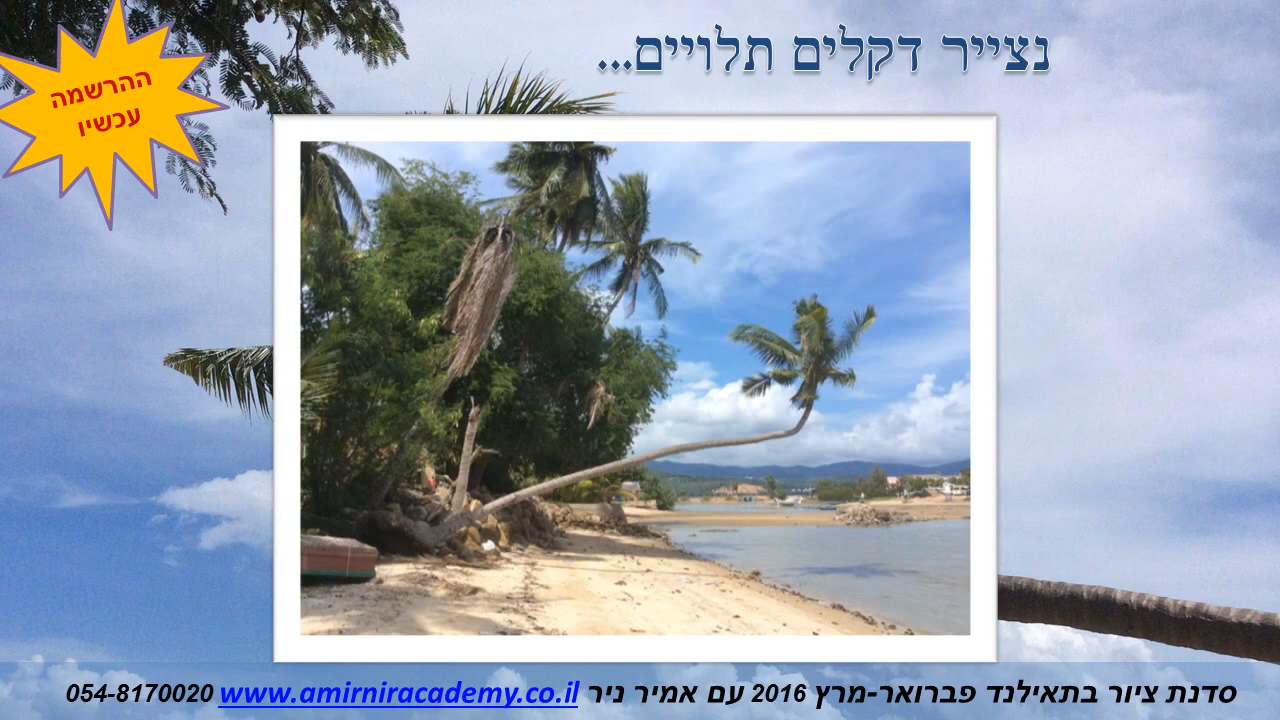 נצייר דקלים תלויים...
ההרשמה
עכשיו
סדנת ציור בתאילנד פברואר-מרץ 2016 עם אמיר ניר www.amirniracademy.co.il 054-8170020